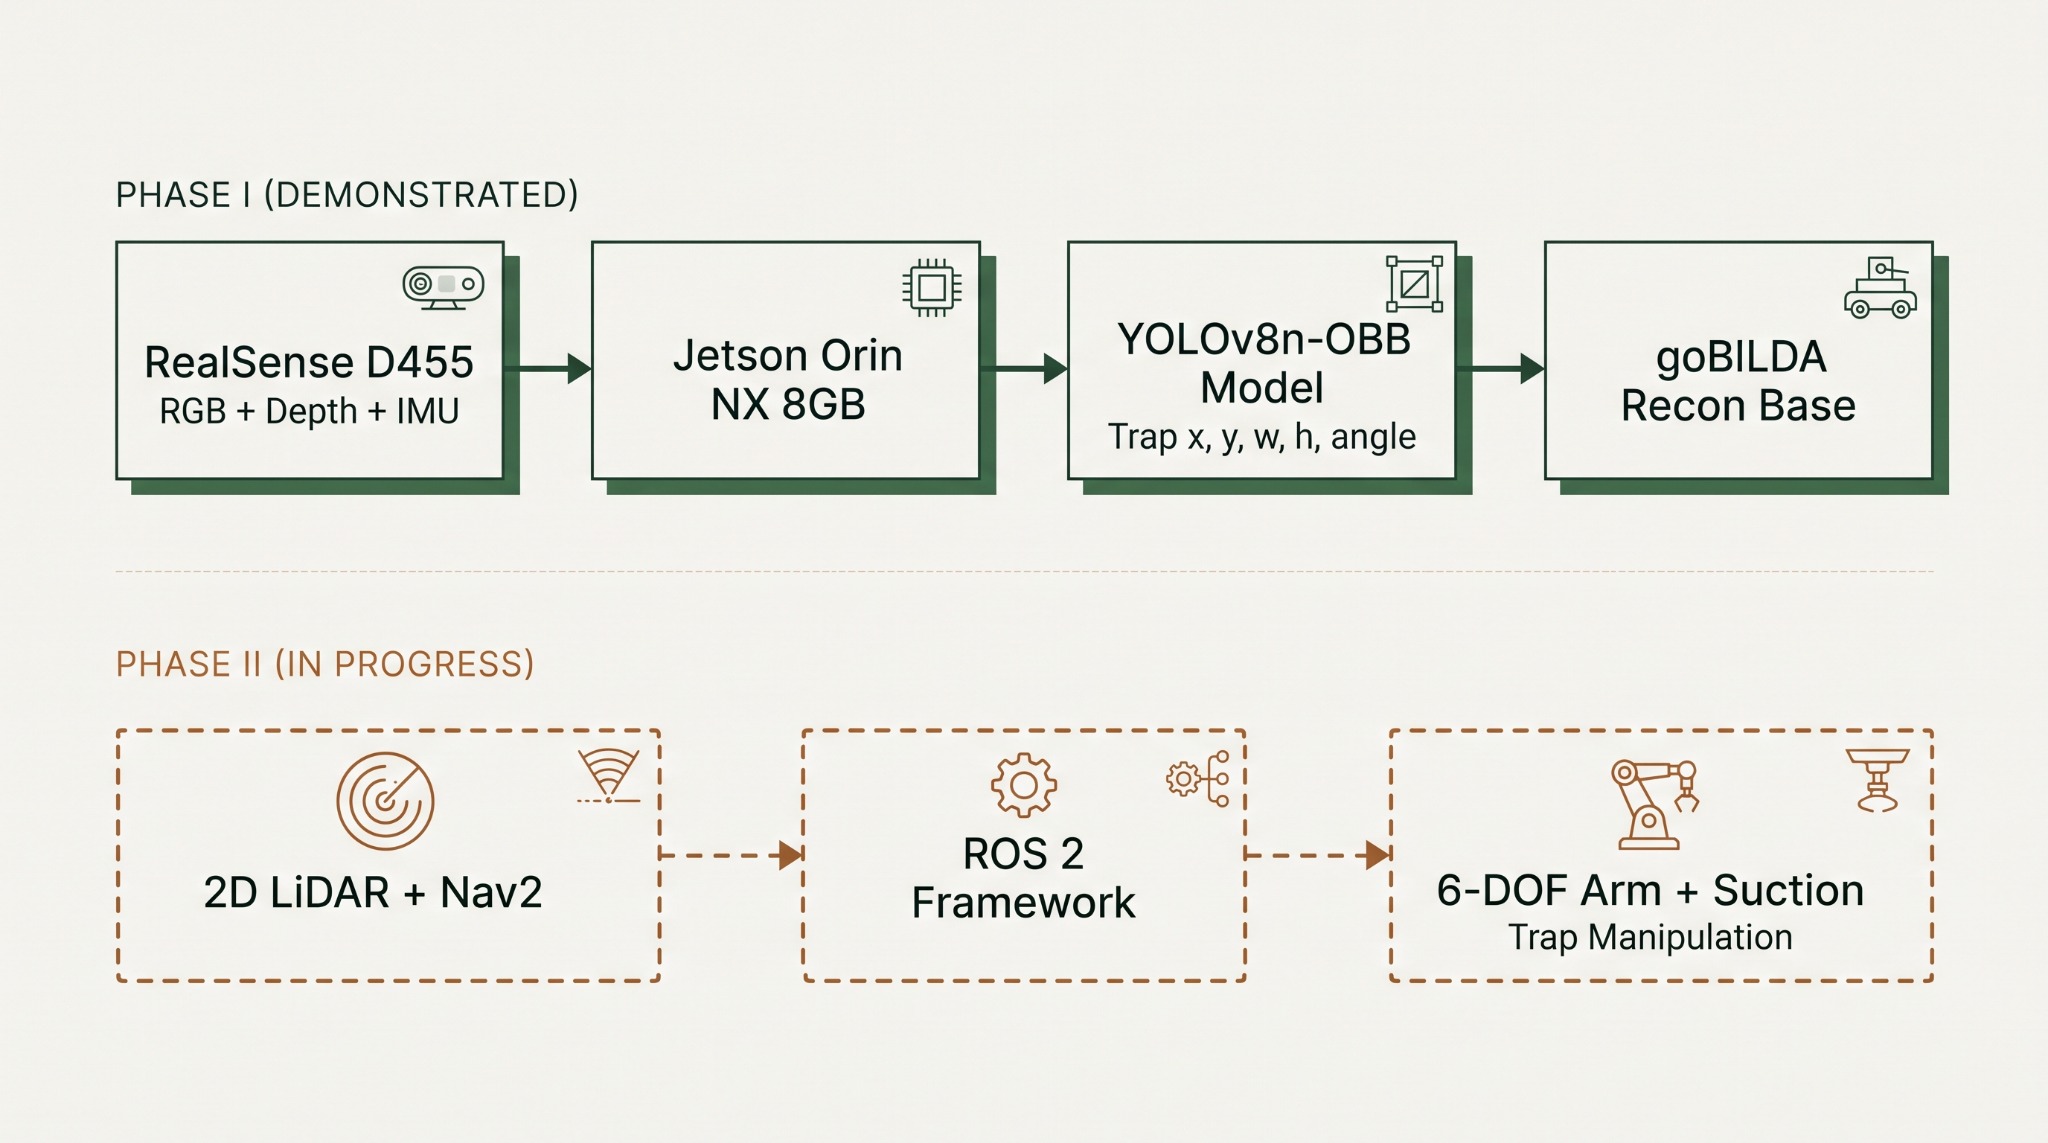 PHASE I (DEMONSTRATED)
RealSense D455
RGB + Depth + IMU
Jetson Orin
NX 8GB
YOLOv8n-OBB
Model
Trap x, y, w, h, angle
goBILDA
Recon Base
PHASE II (IN PROGRESS)
2D LiDAR + Nav2
ROS 2
Framework
6-DOF Arm + Suction
Trap Manipulation